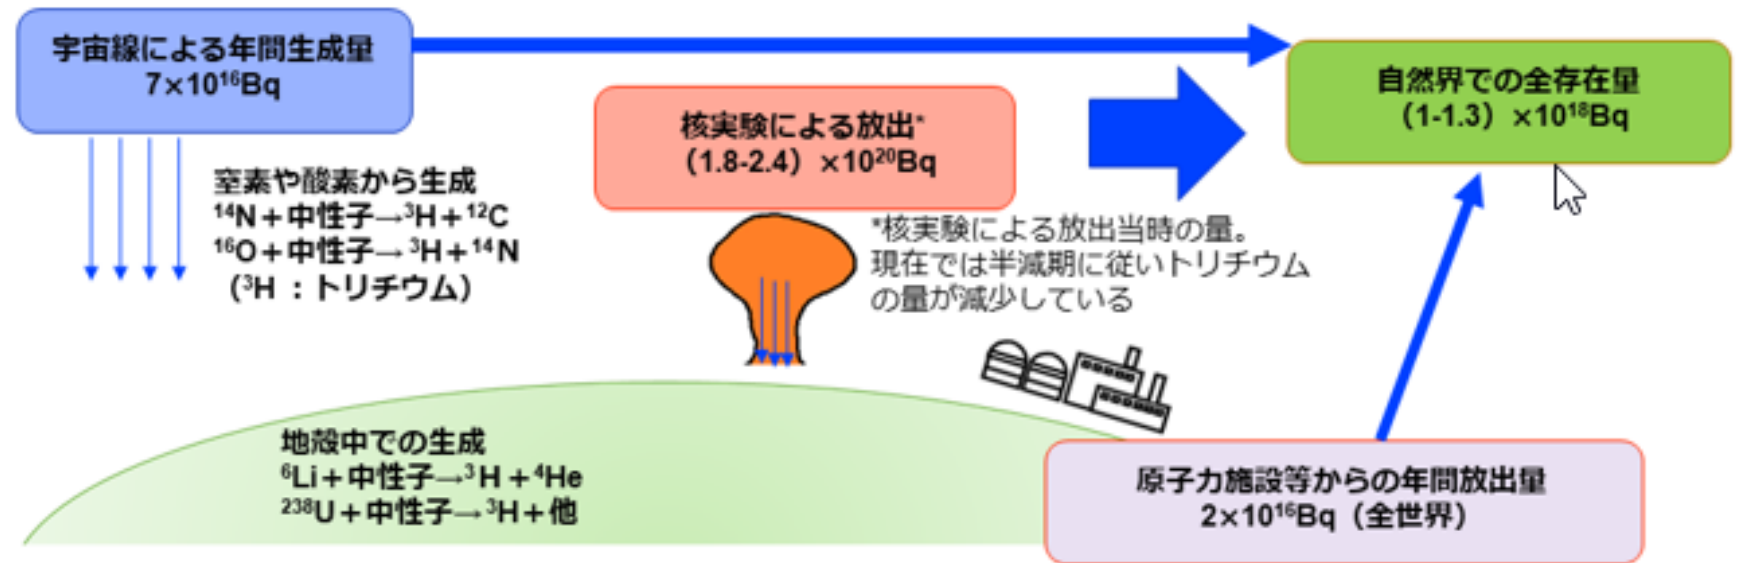 宇宙線による年間生成量
7×10¹⁶Bq
窒素や酸素から生成
¹⁴N＋中性子→³H＋¹²C
¹⁶O＋中性子→³H＋¹⁴N
（³H ：トリチウム）
核実験による放出*
（1.8-2.4）×10²⁰Bq
*核実験による放出当時の量。
現在では半減期に従いトリチウム
の量が減少している
自然界での全存在量
（1-1.3）×10¹⁸Bq
地殻中での生成
⁶Li＋中性子→³H＋⁴He
²³⁸U＋中性子→³H＋他
原子力施設等からの年間放出量
2×10¹⁶Bq（全世界）